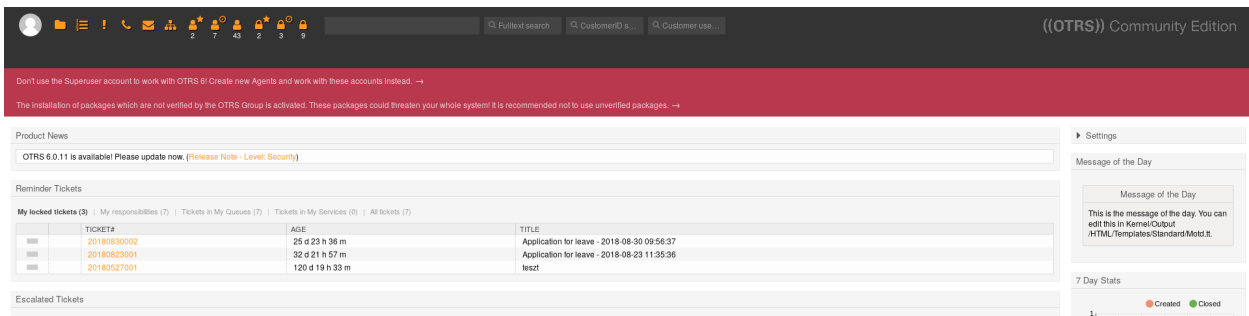 2 7 43 2 3 9
Fulltext search CustomerID s... Customer use...
((OTRS)) Community Edition
Don't use the Superuser account to work with OTRS 6! Create new Agents and work with these accounts instead. →
The installation of packages which are not verified by the OTRS Group is activated. These packages could threaten your whole system! It is recommended not to use unverified packages. →
Product News
OTRS 6.0.11 is available! Please update now. (Release Note - Level: Security)
Reminder Tickets
My locked tickets (3) | My responsibilities (7) | Tickets in My Queues (7) | Tickets in My Services (0) | All tickets (7)
TICKET# AGE TITLE
20180830002 25 d 23 h 36 m Application for leave - 2018-08-30 09:56:37
20180823001 32 d 21 h 57 m Application for leave - 2018-08-23 11:35:36
20180527001 120 d 19 h 33 m teszt
Escalated Tickets
Settings
Message of the Day
Message of the Day
This is the message of the day. You can
edit this in Kernel/Output
/HTML/Templates/Standard/Motd.tt.
7 Day Stats
Created Closed
1